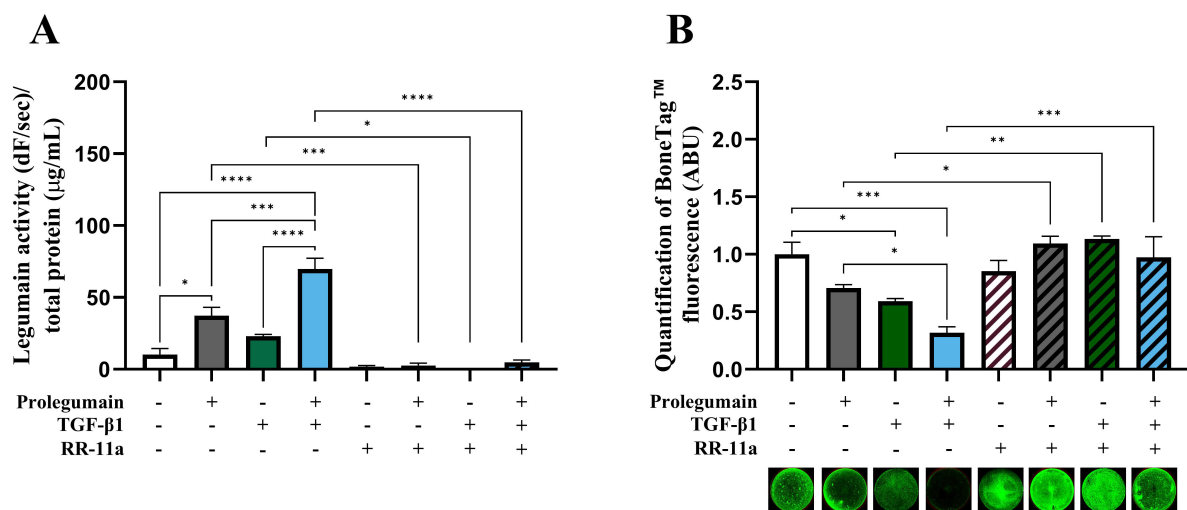 A
Legumain activity (dF/sec)/
total protein (µg/mL)
200
150
100
50
0
****
*
***
****
***
****
*
Prolegumain - + - + - + - +
TGF-β1 - - + + - - + +
RR-11a - - - - + + + +
B
Quantification of BoneTag™
fluorescence (ABU)
2.5
2.0
1.5
1.0
0.5
0.0
***
**
*
***
*
*
Prolegumain - + - + - + - +
TGF-β1 - - + + - - + +
RR-11a - - - - + + + +